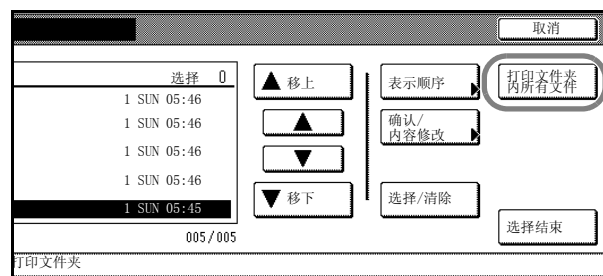 取消
选择 0
1 SUN 05:46
1 SUN 05:46
1 SUN 05:46
1 SUN 05:46
1 SUN 05:45
005/005
移上
移下
表示顺序
确认/
内容修改
选择/清除
打印文件夹
内所有文件
选择结束
打印文件夹